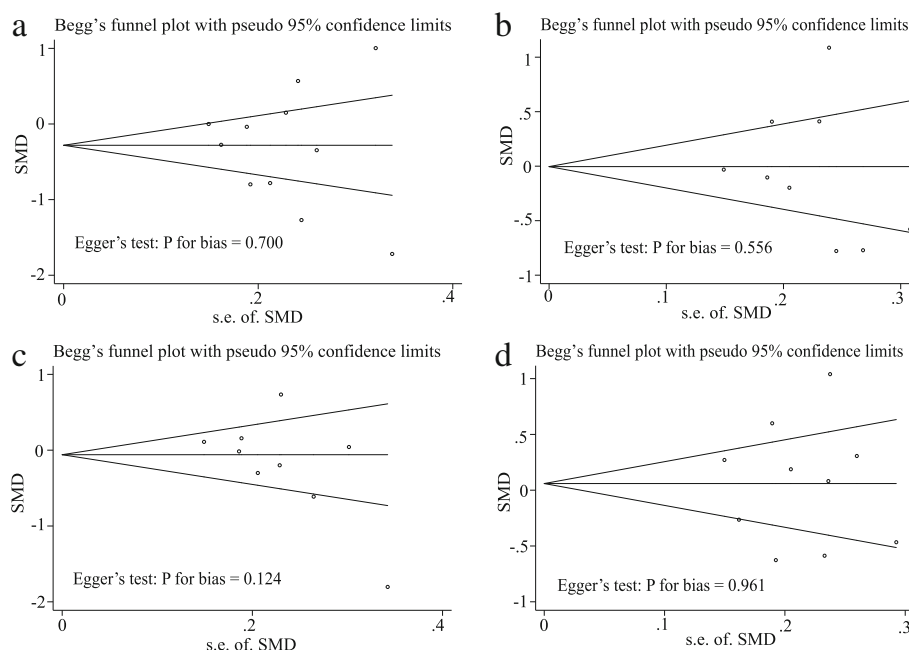 a
Begg's funnel plot with pseudo 95% confidence limits
1
0
-1
-2
SMD
Egger's test: P for bias = 0.700
0
.2
.4
s.e. of. SMD
b
Begg's funnel plot with pseudo 95% confidence limits
1
.5
0
-.5
-1
SMD
Egger's test: P for bias = 0.556
0
.1
.2
.3
s.e. of. SMD
c
Begg's funnel plot with pseudo 95% confidence limits
1
0
-1
-2
SMD
Egger's test: P for bias = 0.124
0
.2
.4
s.e. of. SMD
d
Begg's funnel plot with pseudo 95% confidence limits
1
.5
0
-.5
-1
SMD
Egger's test: P for bias = 0.961
0
.1
.2
.3
s.e. of. SMD